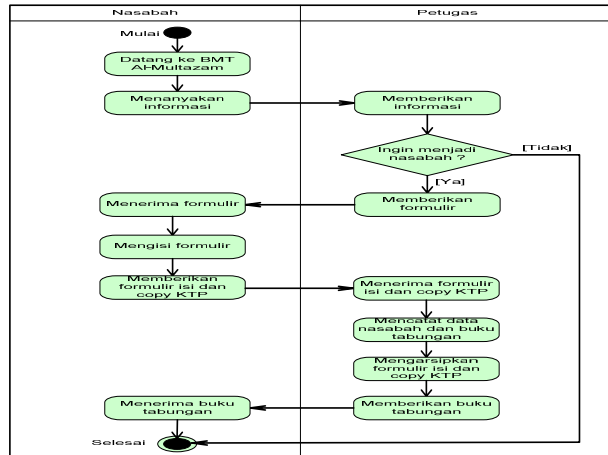 Nasabah
Petugas
Mulai
Datang ke BMT
Al-Multazam
Menanyakan
informasi
Memberikan
informasi
Ingin menjadi
nasabah ?
[Tidak]
[Ya]
Memberikan
formulir
Menerima formulir
Mengisi formulir
Memberikan
formulir isi dan
copy KTP
Menerima formulir
isi dan copy KTP
Mencatat data
nasabah dan buku
tabungan
Mengarsipkan
formulir isi dan
copy KTP
Memberikan buku
tabungan
Menerima buku
tabungan
Selesai